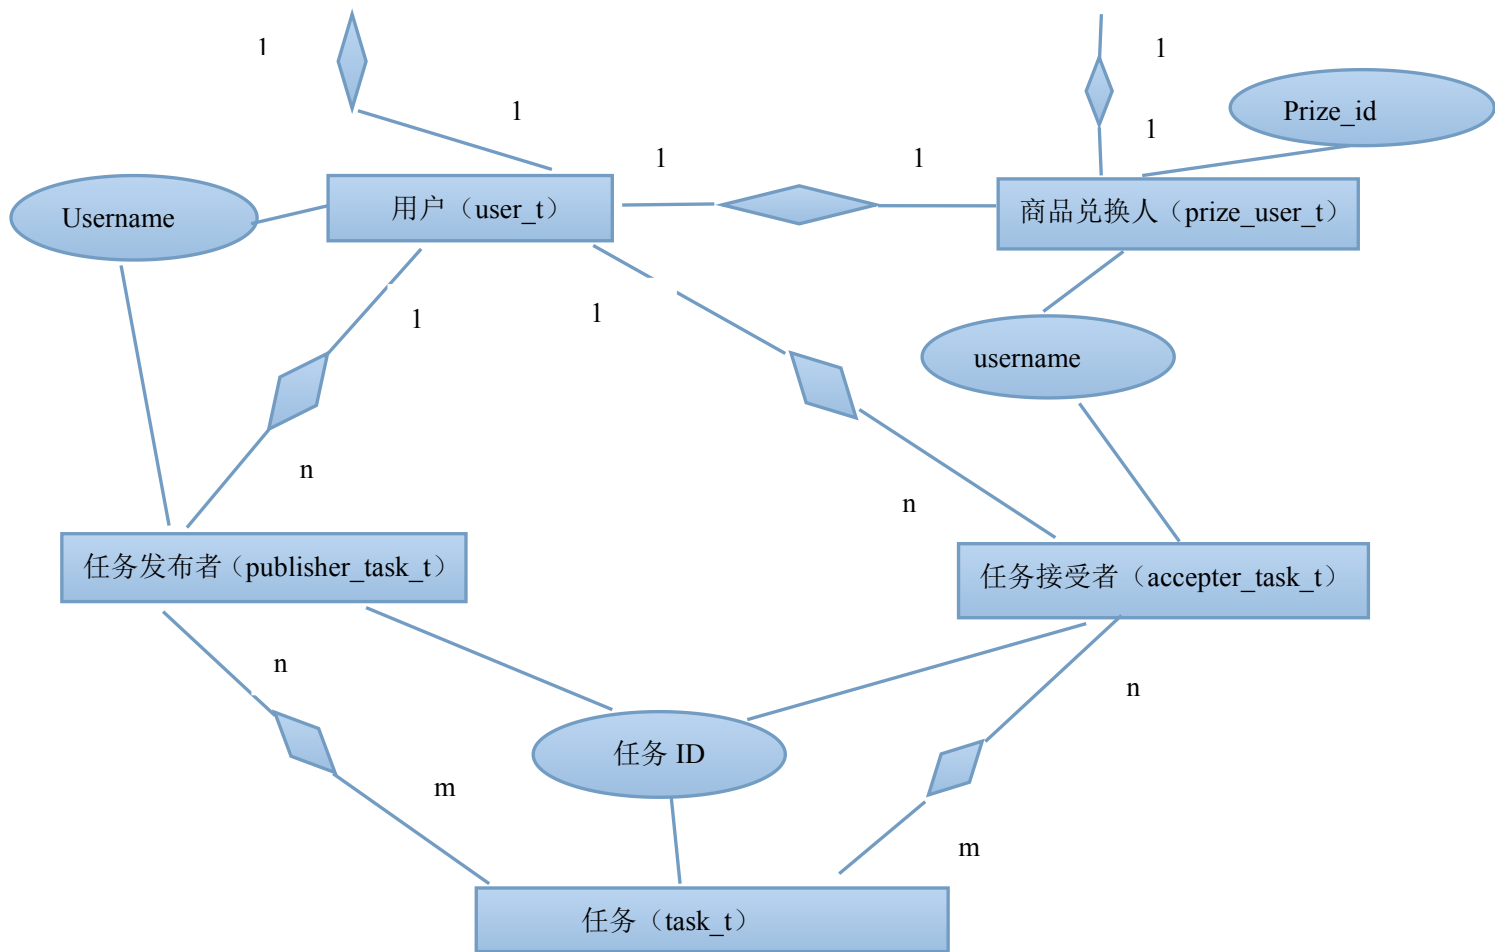 1
1
1
Prize_id
1
1
1
Username
用户（user_t）
商品兑换人（prize_user_t）
1
1
username
n
n
任务发布者（publisher_task_t）
任务接受者（accepter_task_t）
n
n
任务 ID
m
m
任务（task_t）